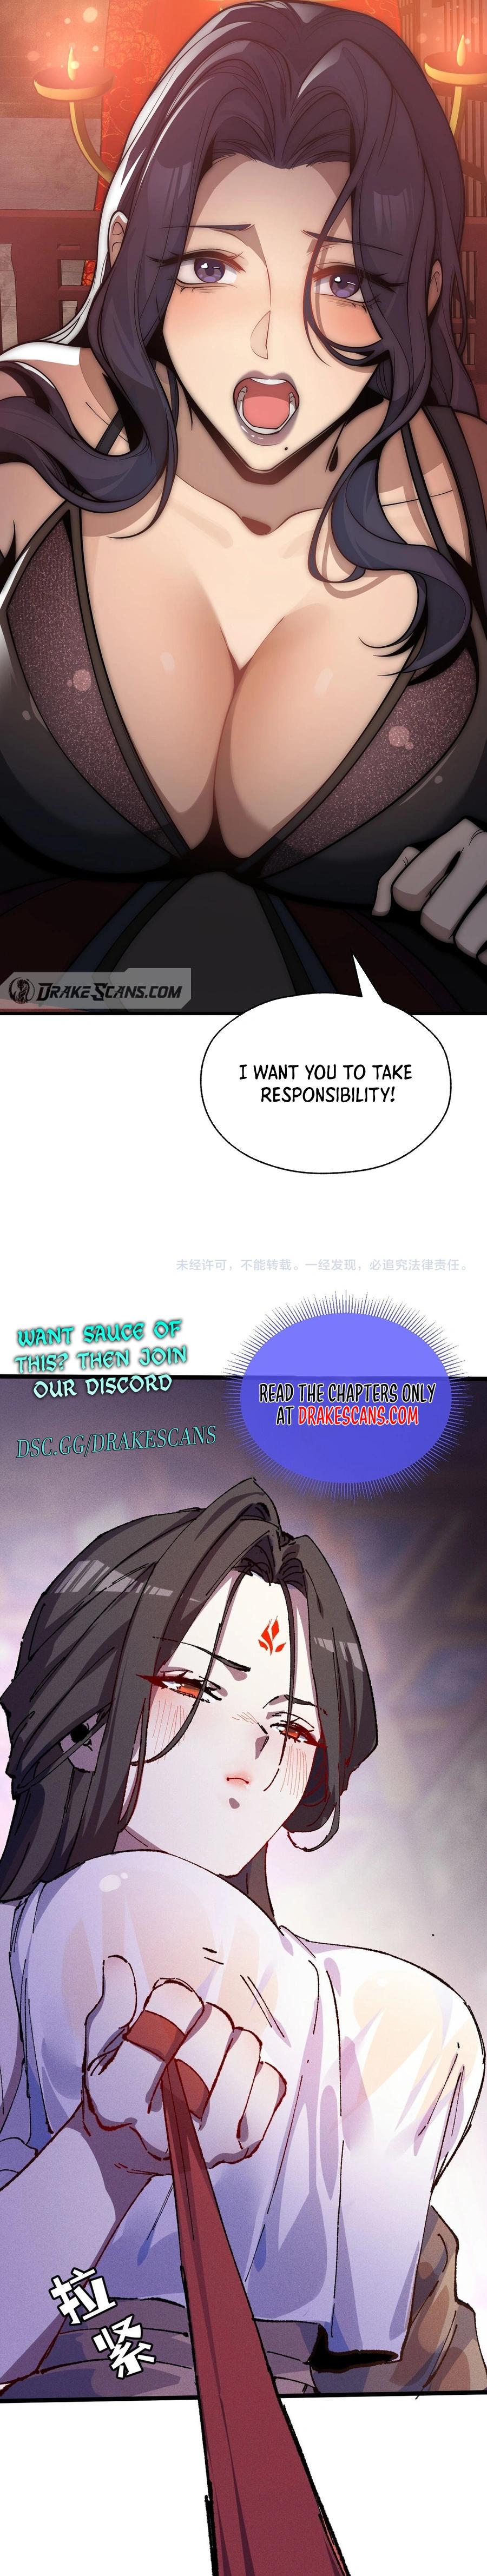 DRAKESCANS.COM
I WANT YOU TO TAKE
RESPONSIBILITY!
未经许可，不能转载。一经发现，必追究法律责任。
WANT SAUCE OF
THIS? THEN JOIN
OUR DISCORD
DSC.GG/DRAKESCANS
READ THE CHAPTERS ONLY
AT DRAKESCANS.COM
拉
紧